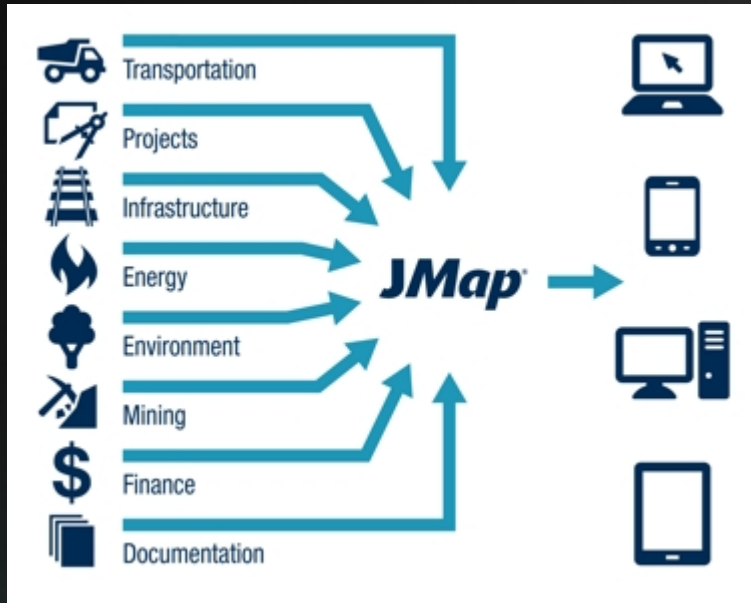 Transportation
Projects
Infrastructure
Energy
Environment
Mining
Finance
Documentation
JMap®